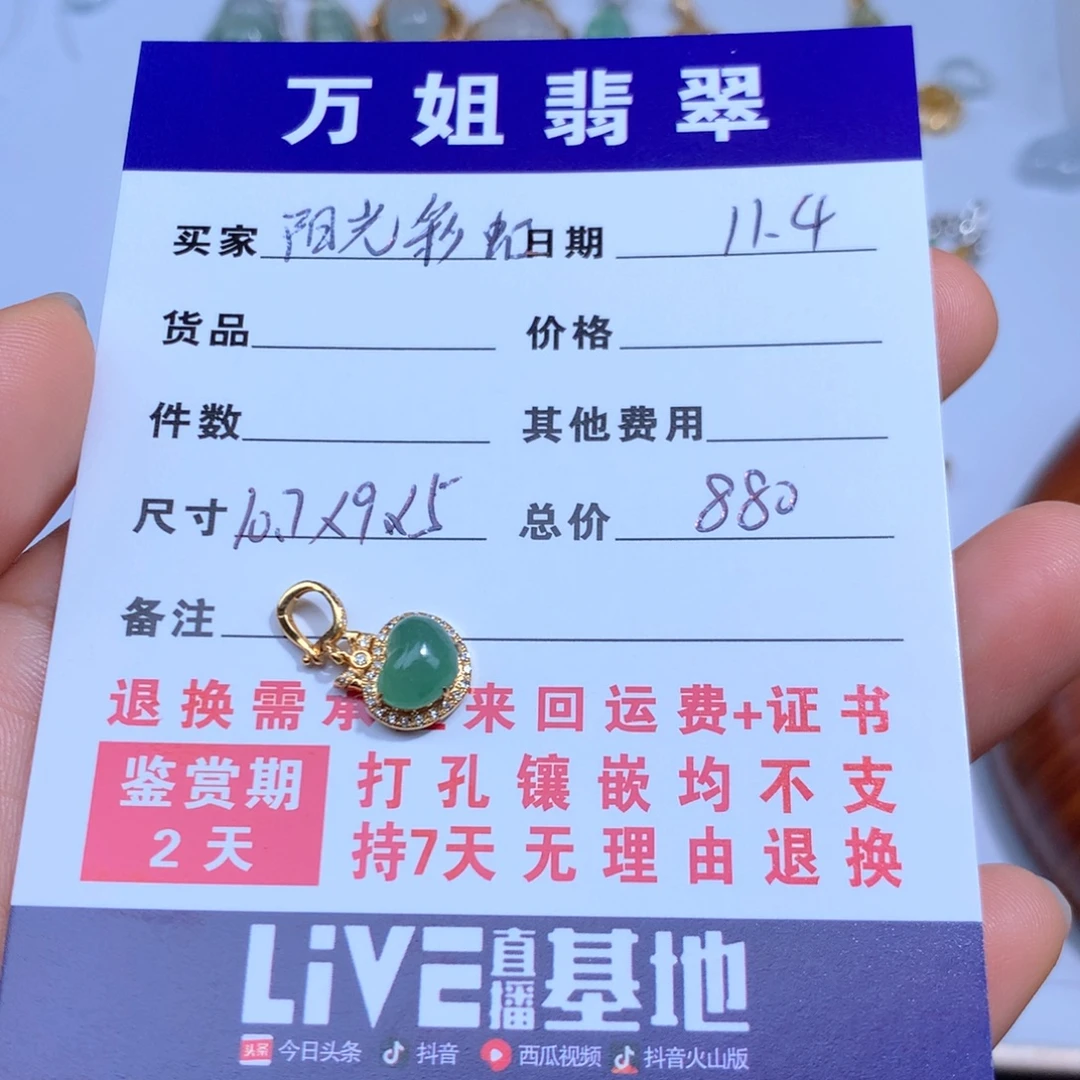 万姐翡翠
买家 阳光彩虹 日期 11.4
货品 价格
件数 其他费用
尺寸 10.7×9×5 总价 880
备注
退换需承 来回运费+证书
鉴赏期 打孔镶嵌均不支
2天 持7天无理由退换
LiVE直播基地
头条 今日头条 抖音 西瓜视频 抖音火山版